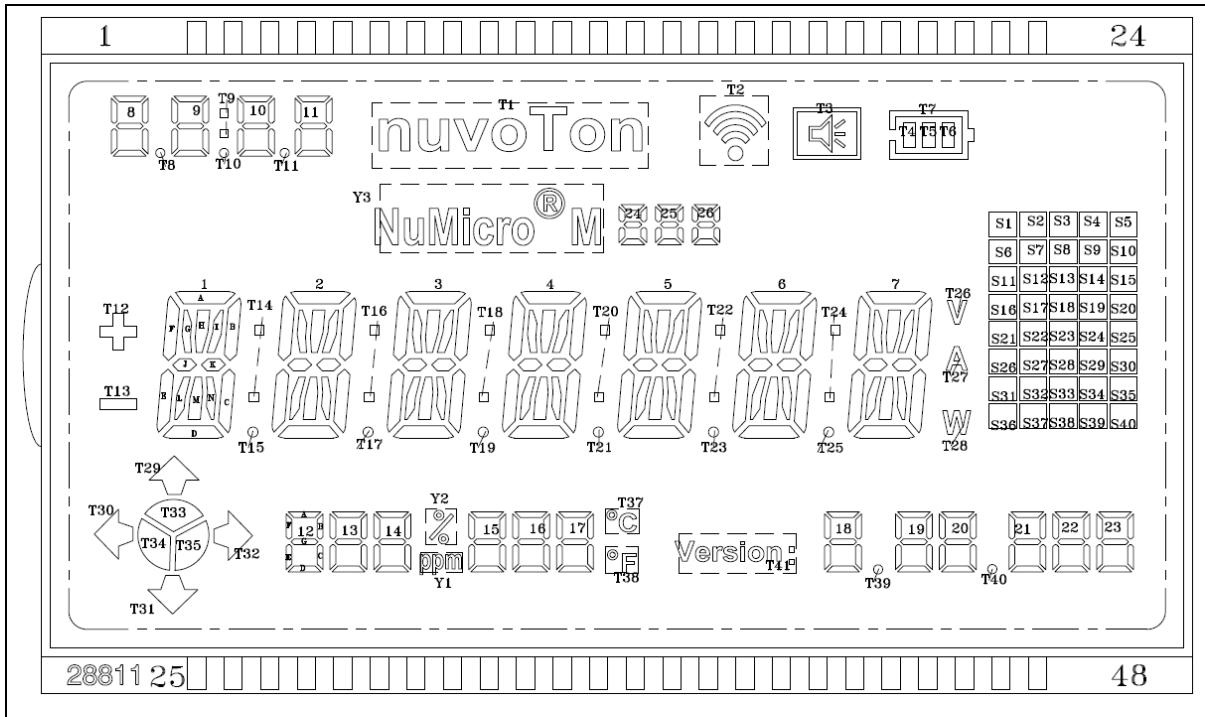 1 24
T9 T1 T2 T3 T7
8 9 10 11 nuvoTon T4 T5 T6
T8 T10 T11
Y3 NuMicro® M 24 25 26
S1 S2 S3 S4 S5
S6 S7 S8 S9 S10
S11 S12 S13 S14 S15
S16 S17 S18 S19 S20
S21 S22 S23 S24 S25
S26 S27 S28 S29 S30
S31 S32 S33 S34 S35
S36 S37 S38 S39 S40
1 2 3 4 5 6 7
T12 T14 T16 T18 T20 T22 T24 T26
A
F G H I B V
J K
T13 A T27
E L M N C
D W
T15 T17 T19 T21 T23 T25 T28
T29
T30 T33 T34 T35 T32
T31
12 13 14 Y2 % 15 16 17 T37 °C
A F B G E C D
ppm Y1 °F T38
Version: T41 18 19 20 21 22 23
T39 T40
28811 25 48